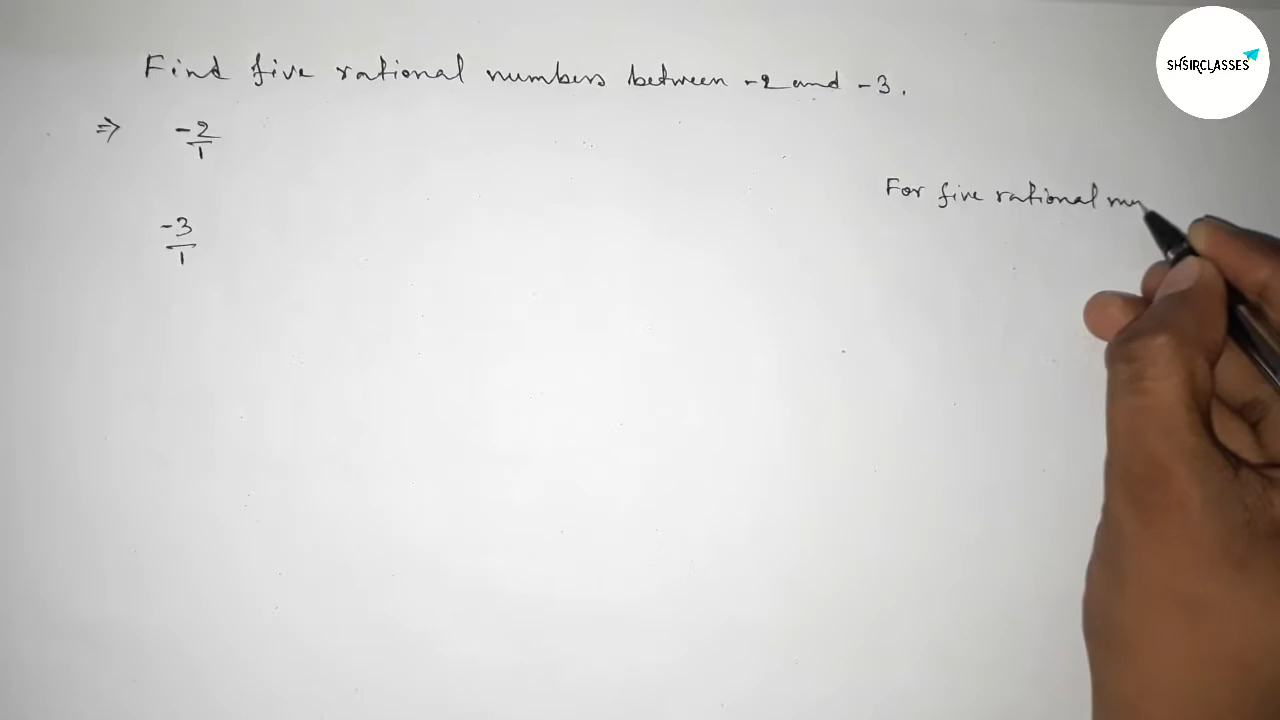 SHSIRCLASSES
Find five rational numbers between -2 and -3.
⇒ -2/1
For five rational
-3/1